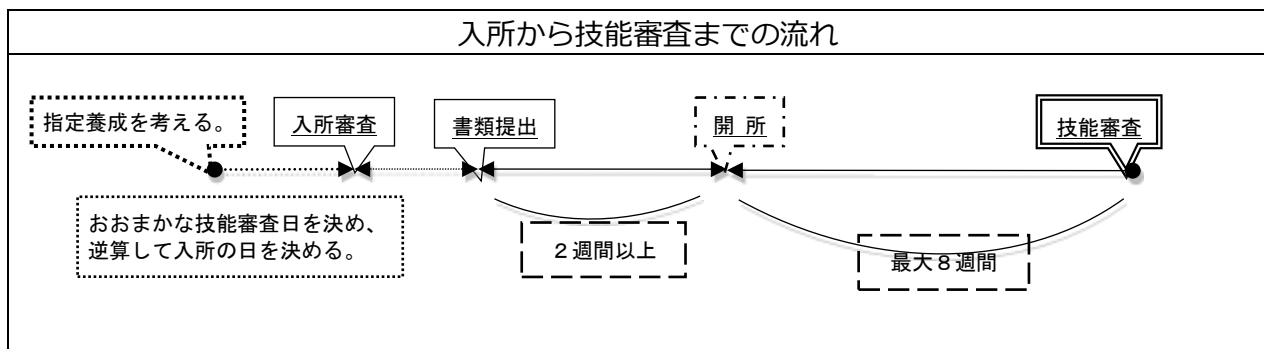 入所から技能審査までの流れ
指定養成を考える。
入所審査
書類提出
開 所
技能審査
おおまかな技能審査日を決め、
逆算して入所の日を決める。
２週間以上
最大８週間